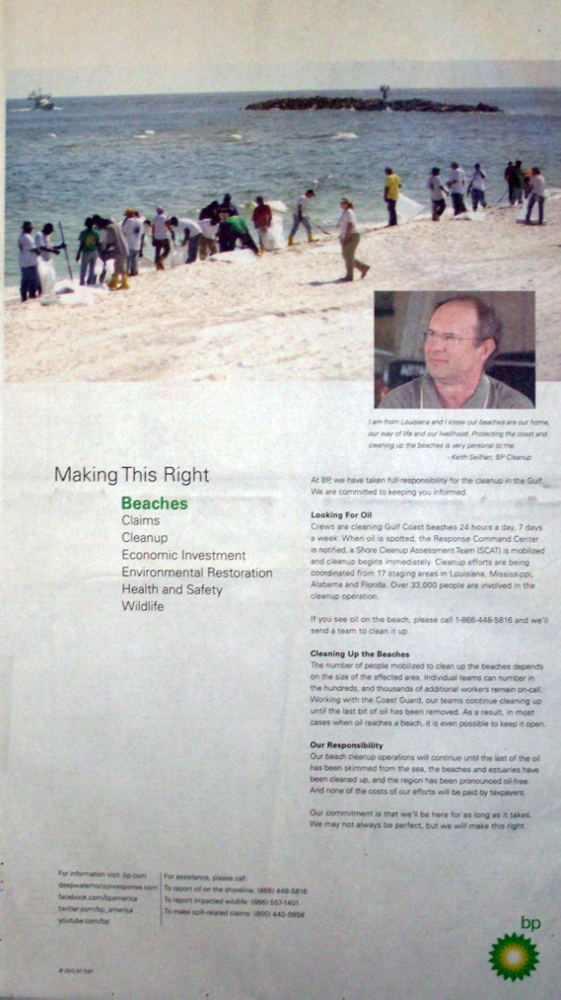 I am from Louisiana and I know our beaches are our home,
our way of life and our livelihood. Protecting the coast and
cleaning up the beaches is very personal to me.
- Keith Seilhan, BP Cleanup
Making This Right
Beaches
Claims
Cleanup
Economic Investment
Environmental Restoration
Health and Safety
Wildlife
At BP, we have taken full responsibility for the cleanup in the Gulf.
We are committed to keeping you informed.
Looking For Oil
Crews are cleaning Gulf Coast beaches 24 hours a day, 7 days
a week. When oil is spotted, the Response Command Center
is notified, a Shore Cleanup Assessment Team (SCAT) is mobilized
and cleanup begins immediately. Cleanup efforts are being
coordinated from 17 staging areas in Louisiana, Mississippi,
Alabama and Florida. Over 33,000 people are involved in the
cleanup operation.
If you see oil on the beach, please call 1-866-448-5816 and we'll
send a team to clean it up.
Cleaning Up the Beaches
The number of people mobilized to clean up the beaches depends
on the size of the affected area. Individual teams can number in
the hundreds, and thousands of additional workers remain on-call.
Working with the Coast Guard, our teams continue cleaning up
until the last bit of oil has been removed. As a result, in most
cases when oil reaches a beach, it is even possible to keep it open.
Our Responsibility
Our beach cleanup operations will continue until the last of the oil
has been skimmed from the sea, the beaches and estuaries have
been cleaned up, and the region has been pronounced oil-free.
And none of the costs of our efforts will be paid by taxpayers.
Our commitment is that we'll be here for as long as it takes.
We may not always be perfect, but we will make this right.
For information visit: bp.com
deepwaterhorizonresponse.com
facebook.com/bpamerica
twitter.com/bp_america
youtube.com/bp
For assistance, please call:
To report oil on the shoreline: (866) 448-5816
To report impacted wildlife: (866) 557-1401
To make spill-related claims: (800) 440-0858
bp
© 2010 BP E&P